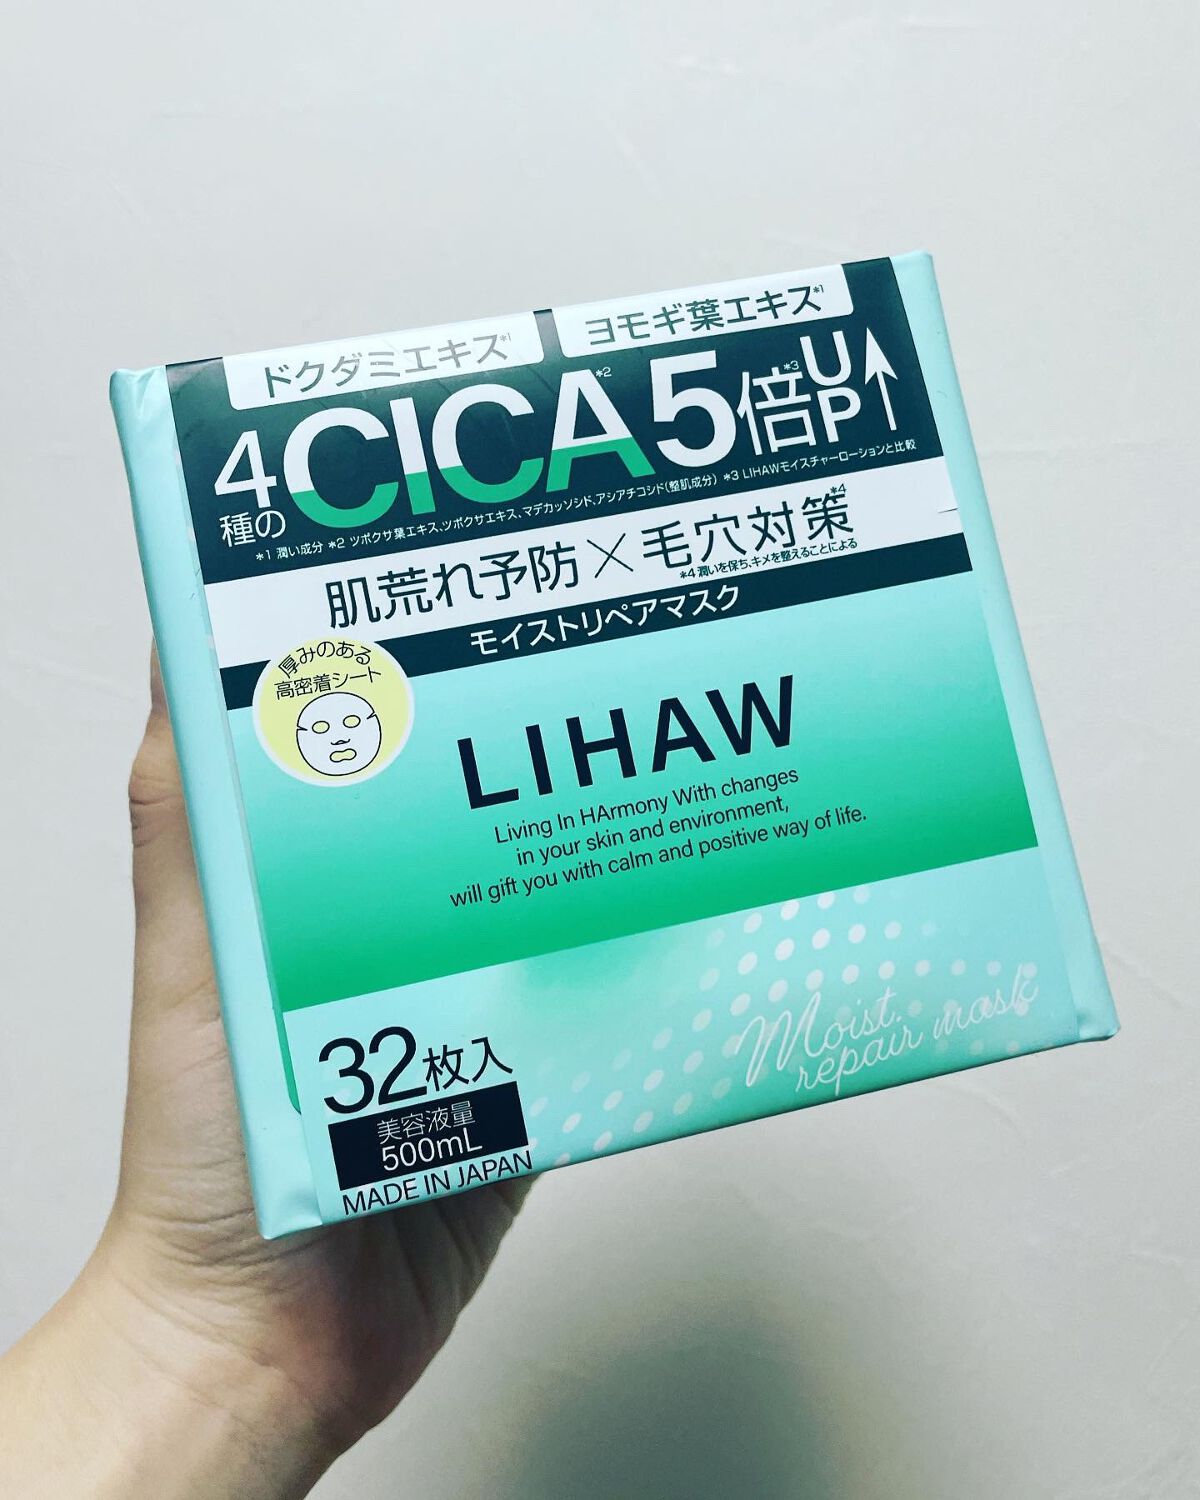 ドクダミエキス*1
ヨモギ葉エキス*1
4種のCICA*2 5倍*3 UP↑
*1 潤い成分 *2 ツボクサ葉エキス、ツボクサエキス、マデカッソシド、アシアチコシド(整肌成分) *3 LIHAWモイスチャーローションと比較
肌荒れ予防×毛穴対策*4
*4 潤いを保ち、キメを整えることによる
モイストリペアマスク
厚みのある
高密着シート
LIHAW
Living In HArmony With changes
in your skin and environment,
will gift you with calm and positive way of life.
Moist
repair mask
32枚入
美容液量
500mL
MADE IN JAPAN